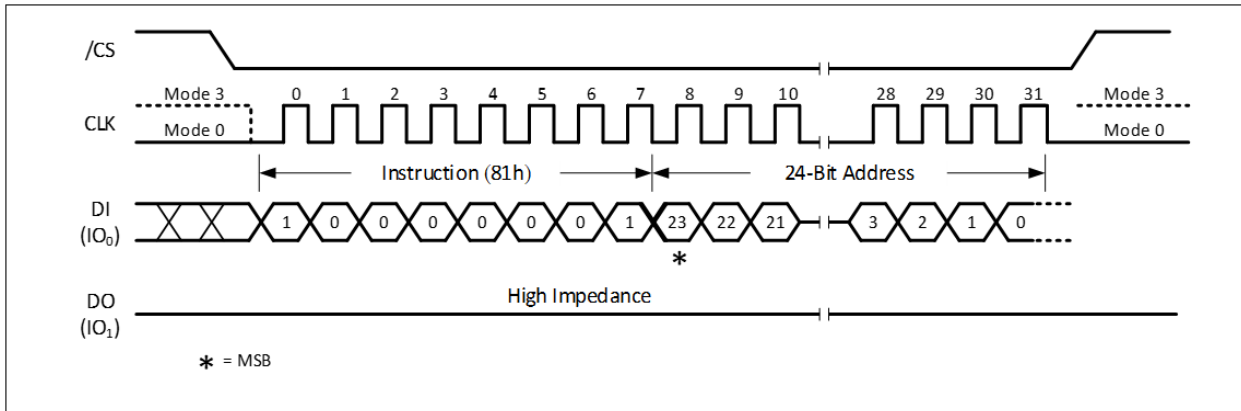 /CS
Mode 3 0 1 2 3 4 5 6 7 8 9 10 28 29 30 31 Mode 3
CLK
Mode 0 Mode 0
Instruction (81h) 24-Bit Address
DI
(IO₀)
1 0 0 0 0 0 0 1 23 22 21 3 2 1 0
*
High Impedance
DO
(IO₁)
* = MSB